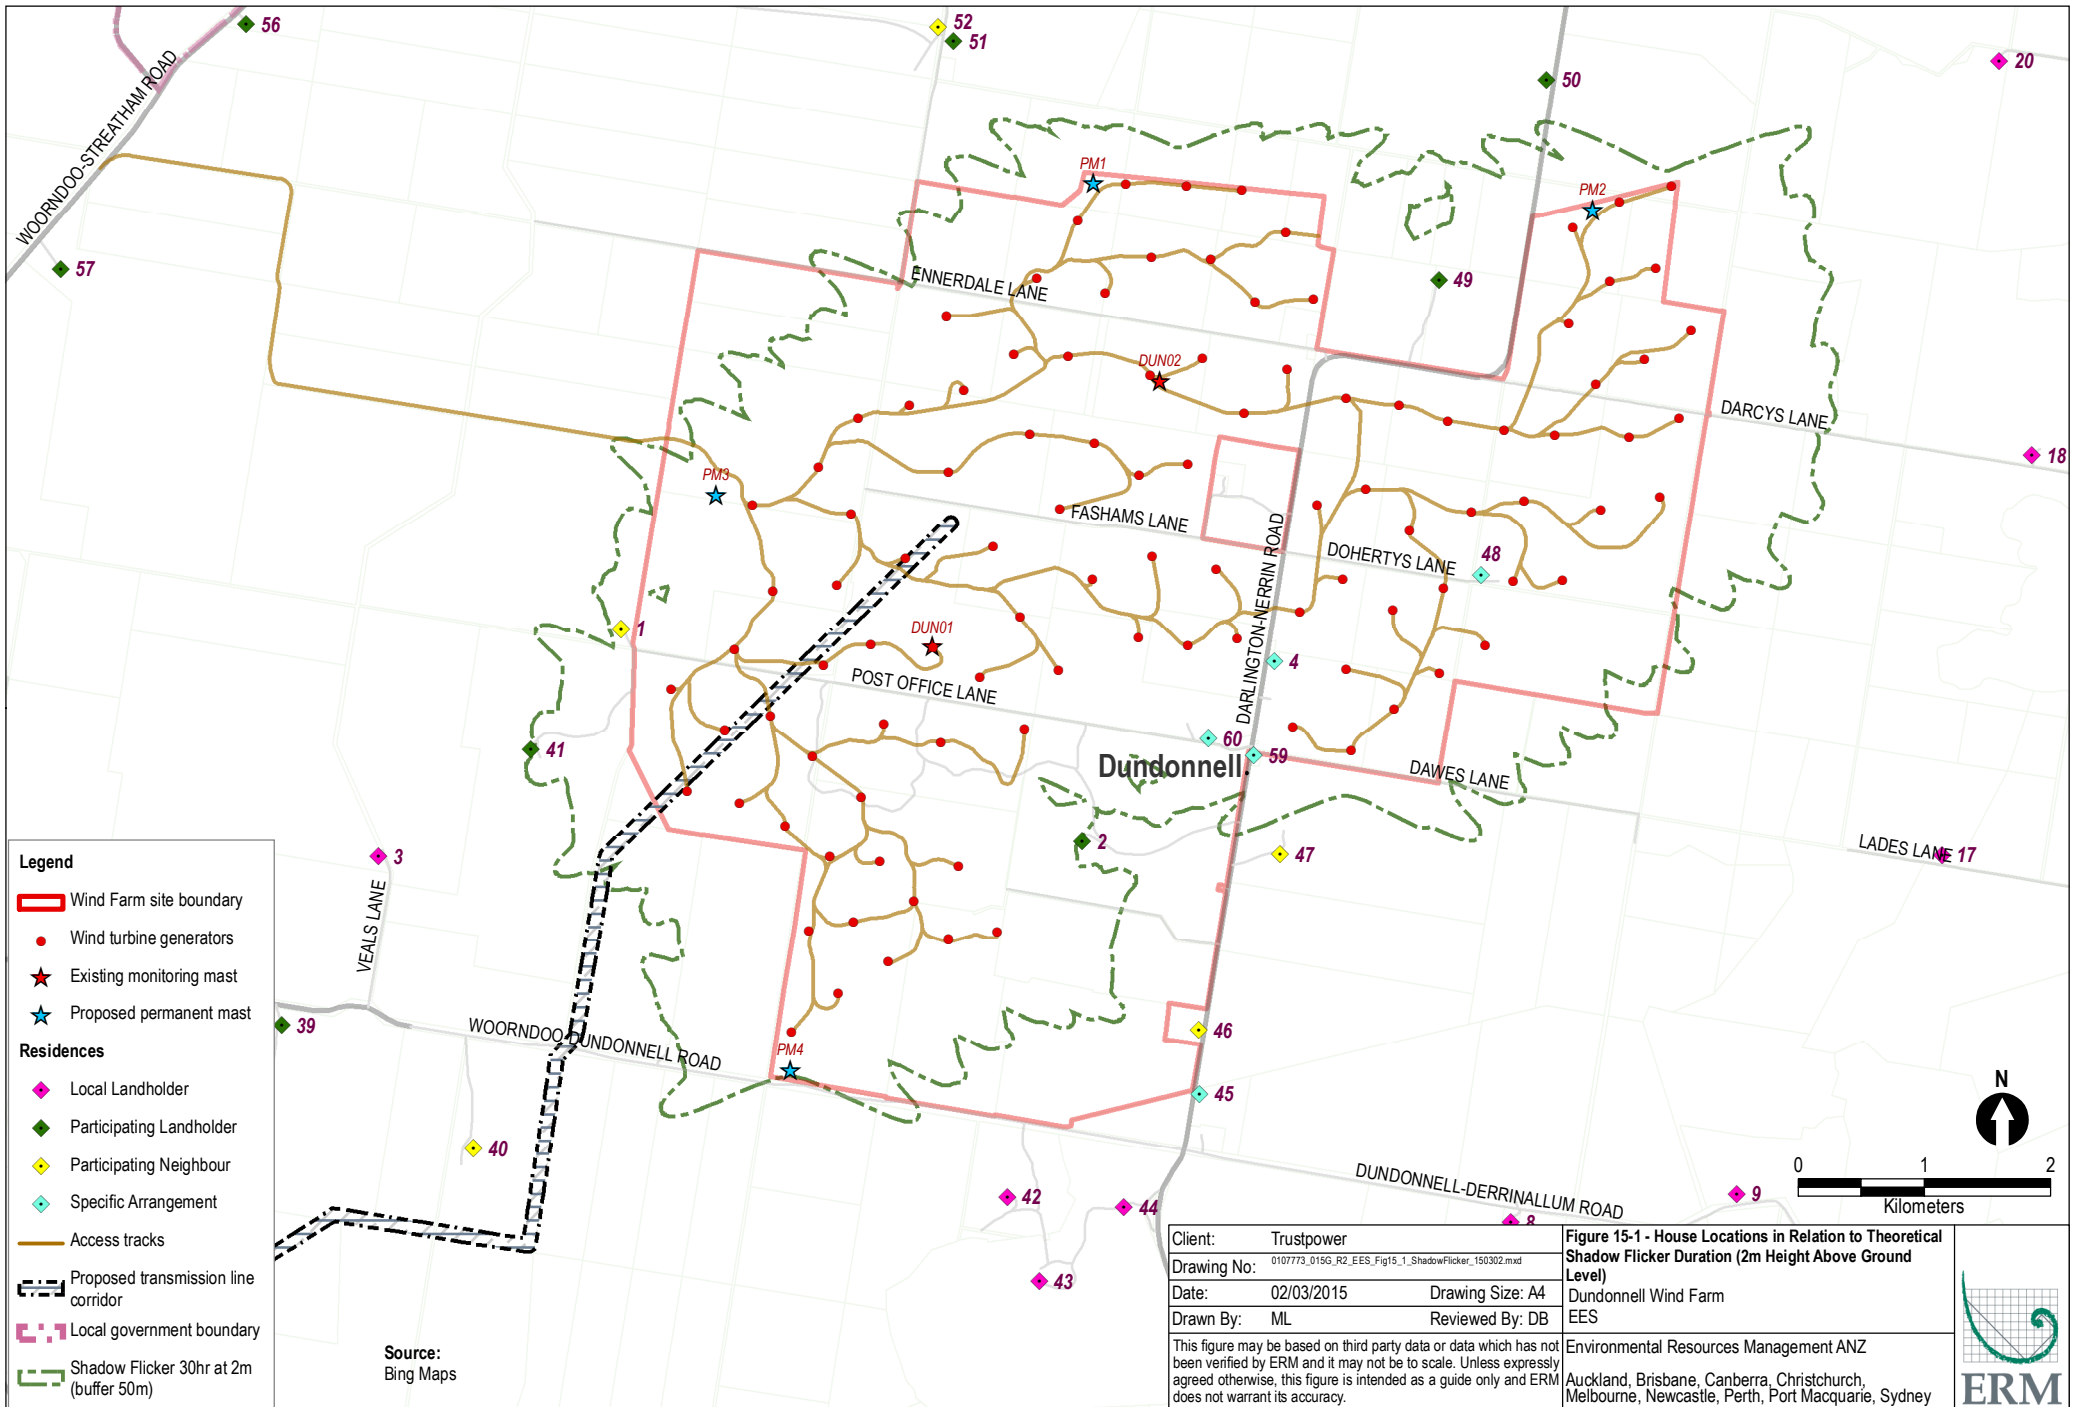 56
52
51
50
20
WOORNDOO-STREATHAM ROAD
57
PM1
PM2
49
ENNERDALE LANE
DUN02
DARCYS LANE
18
PM3
FASHAMS LANE
DARLINGTON-NERRIN ROAD
DOHERTYS LANE
48
1
DUN01
4
POST OFFICE LANE
41
60
59
Dundonnell
DAWES LANE
2
47
LADES LANE
17
3
VEALS LANE
39
WOORNDOO-DUNDONNELL ROAD
PM4
46
45
40
42
44
43
DUNDONNELL-DERRINALLUM ROAD
8
9
N
0 1 2
Kilometers
Legend
Wind Farm site boundary
Wind turbine generators
Existing monitoring mast
Proposed permanent mast
Residences
Local Landholder
Participating Landholder
Participating Neighbour
Specific Arrangement
Access tracks
Proposed transmission line
corridor
Local government boundary
Shadow Flicker 30hr at 2m
(buffer 50m)
Source:
Bing Maps
Client: Trustpower
Drawing No: 0107773_015G_R2_EES_Fig15_1_ShadowFlicker_150302.mxd
Date: 02/03/2015 Drawing Size: A4
Drawn By: ML Reviewed By: DB
This figure may be based on third party data or data which has not
been verified by ERM and it may not be to scale. Unless expressly
agreed otherwise, this figure is intended as a guide only and ERM
does not warrant its accuracy.
Figure 15-1 - House Locations in Relation to Theoretical
Shadow Flicker Duration (2m Height Above Ground
Level)
Dundonnell Wind Farm
EES
Environmental Resources Management ANZ
Auckland, Brisbane, Canberra, Christchurch,
Melbourne, Newcastle, Perth, Port Macquarie, Sydney
ERM